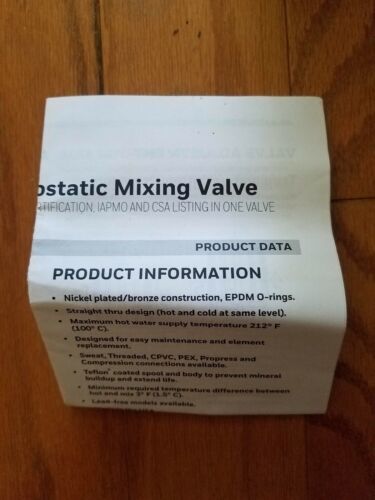 ostatic Mixing Valve
RTIFICATION, IAPMO AND CSA LISTING IN ONE VALVE
PRODUCT DATA
PRODUCT INFORMATION
• Nickel plated/bronze construction, EPDM O-rings.
• Straight thru design (hot and cold at same level).
• Maximum hot water supply temperature 212° F
(100° C).
• Designed for easy maintenance and element
replacement.
• Sweat, Threaded, CPVC, PEX, Propress and
Compression connections available.
• Teflon® coated spool and body to prevent mineral
buildup and extend life.
• Minimum required temperature difference between
hot and mix 3° F (1.5° C).
• Lead-free models available.